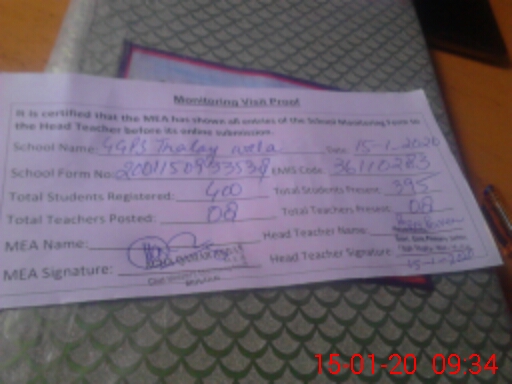 Monitoring Visit Proof
It is certified that the MEA has shown all entries of the School Monitoring Form to
the Head Teacher before its online submission.
School Name: GGPS Thalay wala Date 15-1-2020
School Form No: EMIS Code 36110283
Total Students Registered: 400 Total Students Present 395
Total Teachers Posted: 08 Total Teachers Present 08
MEA Name: Head Teacher Name:
MEA Signature: Head Teacher Signature
15-1-2020
15-01-20 09:34